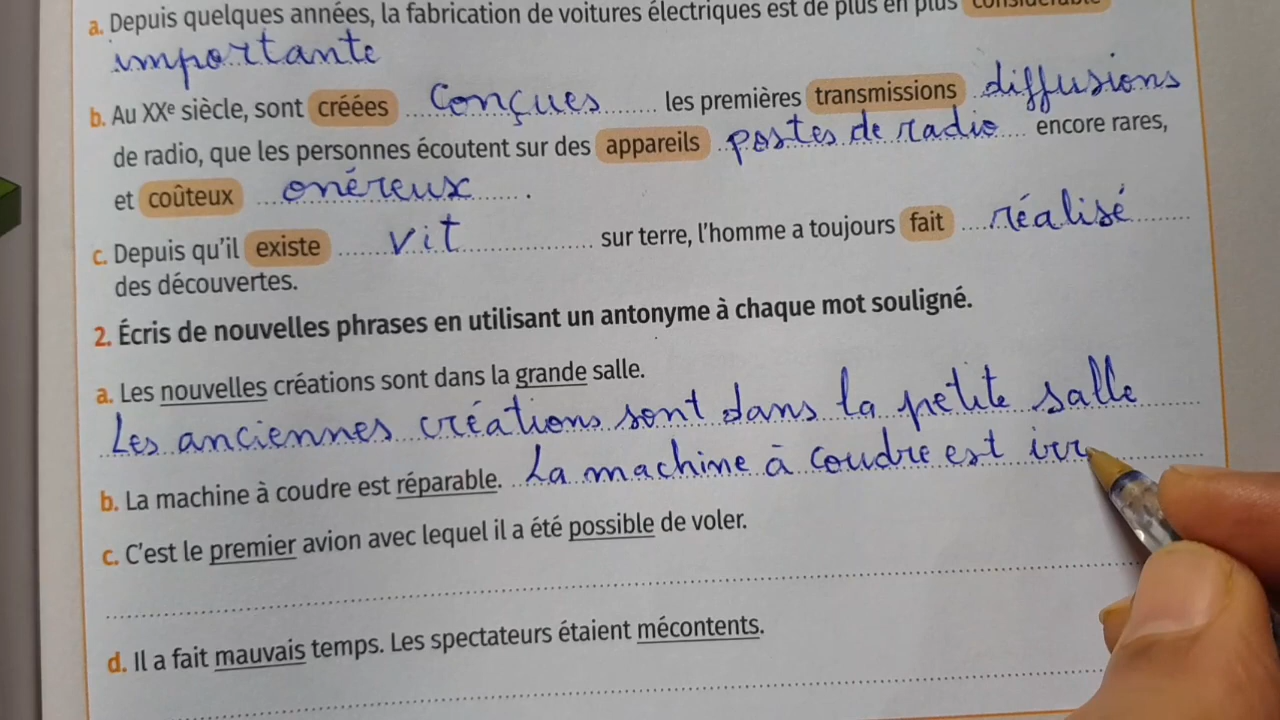 a. Depuis quelques années, la fabrication de voitures électriques est de plus en plus considérable
importante
b. Au XXe siècle, sont créées conçues ........ les premières transmissions diffusions
de radio, que les personnes écoutent sur des appareils postes de radio .... encore rares,
et coûteux onéreux ....... .
c. Depuis qu'il existe ...... vit .................. sur terre, l'homme a toujours fait .... réalisé ........
des découvertes.
2. Écris de nouvelles phrases en utilisant un antonyme à chaque mot souligné.
a. Les nouvelles créations sont dans la grande salle.
Les anciennes créations sont dans la petite salle
b. La machine à coudre est réparable. La machine à coudre est irr
c. C'est le premier avion avec lequel il a été possible de voler.
d. Il a fait mauvais temps. Les spectateurs étaient mécontents.